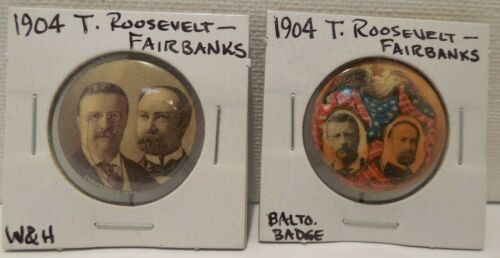 1904 T. ROOSEVELT—
FAIRBANKS
W&H
1904 T. ROOSEVELT—
FAIRBANKS
BALTO.
BADGE